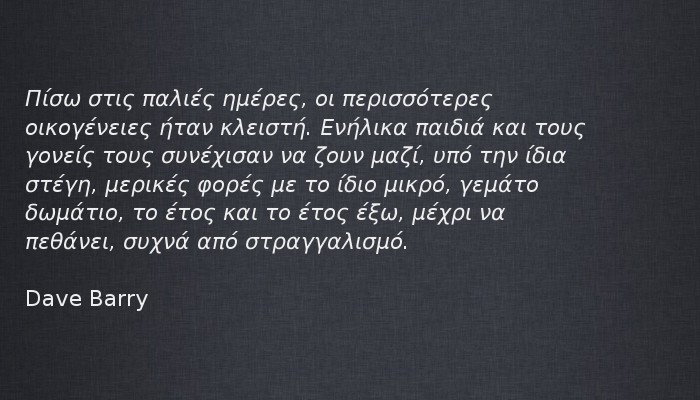 Πίσω στις παλιές ημέρες, οι περισσότερες
οικογένειες ήταν κλειστή. Ενήλικα παιδιά και τους
γονείς τους συνέχισαν να ζουν μαζί, υπό την ίδια
στέγη, μερικές φορές με το ίδιο μικρό, γεμάτο
δωμάτιο, το έτος και το έτος έξω, μέχρι να
πεθάνει, συχνά από στραγγαλισμό.
Dave Barry